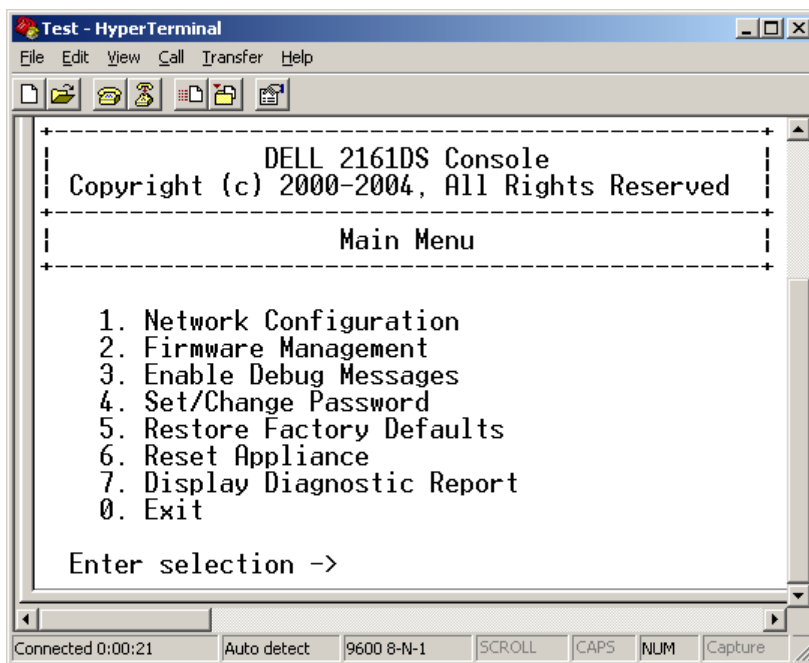 Test - HyperTerminal
File Edit View Call Transfer Help
DELL 2161DS Console
Copyright (c) 2000-2004, All Rights Reserved
Main Menu
1. Network Configuration
2. Firmware Management
3. Enable Debug Messages
4. Set/Change Password
5. Restore Factory Defaults
6. Reset Appliance
7. Display Diagnostic Report
0. Exit
Enter selection ->
Connected 0:00:21 Auto detect 9600 8-N-1 SCROLL CAPS NUM Capture